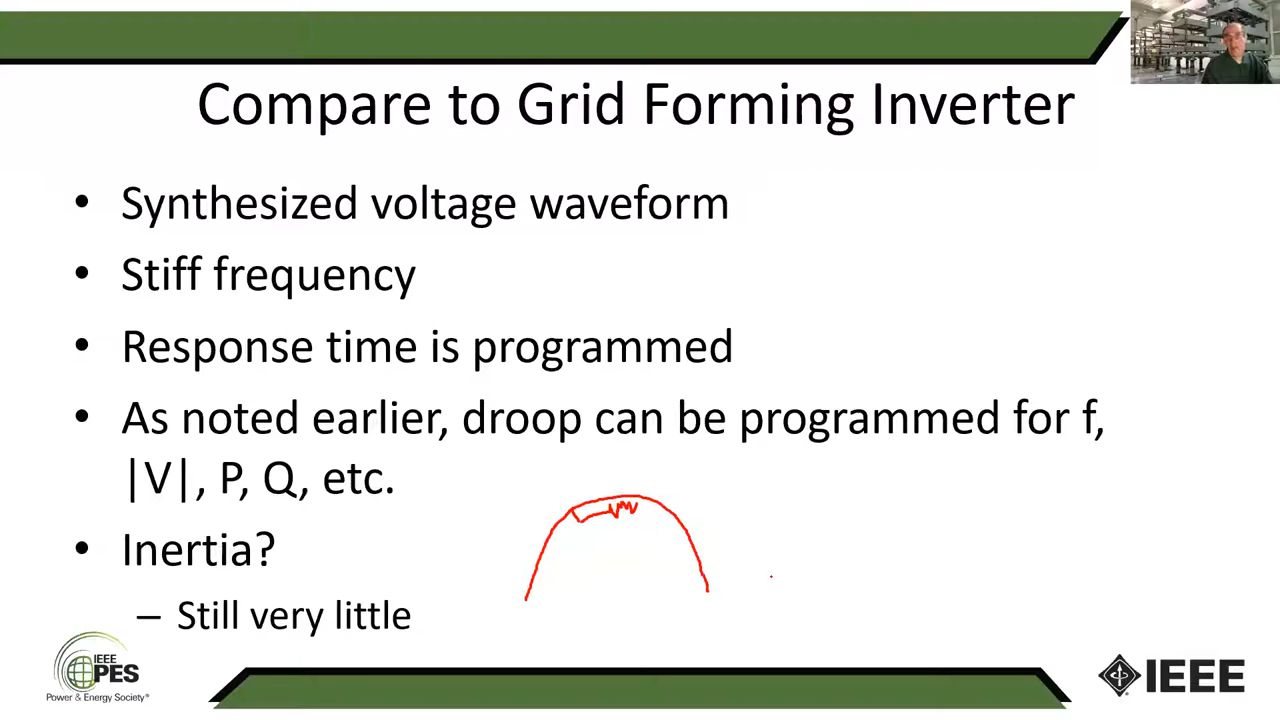 Compare to Grid Forming Inverter
• Synthesized voltage waveform
• Stiff frequency
• Response time is programmed
• As noted earlier, droop can be programmed for f,
|V|, P, Q, etc.
• Inertia?
– Still very little
IEEE
PES
Power & Energy Society®
IEEE